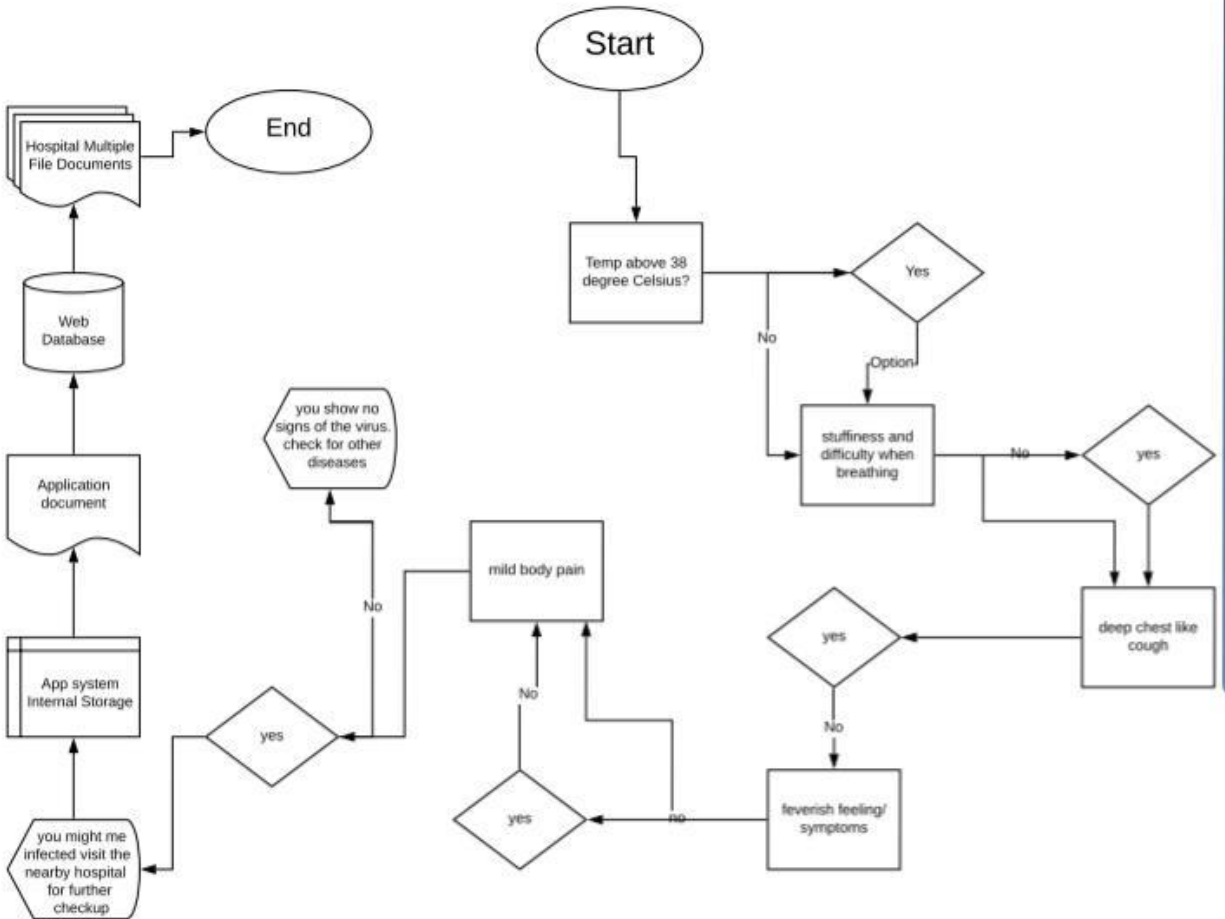 Start
End
Hospital Multiple
File Documents
Temp above 38
degree Celsius?
Yes
No
Option
Web
Database
you show no
signs of the virus.
check for other
diseases
stuffiness and
difficulty when
breathing
No
yes
Application
document
mild body pain
No
yes
deep chest like
cough
App system
Internal Storage
No
yes
No
yes
no
feverish feeling/
symptoms
you might me
infected visit the
nearby hospital
for further
checkup